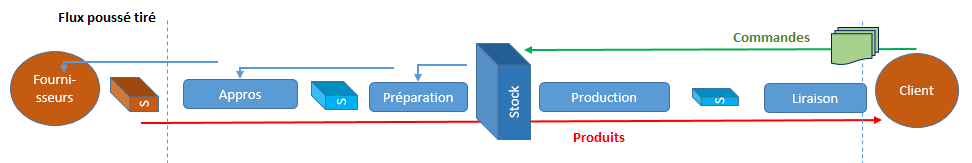 Flux poussé tiré
Commandes
Fourni-
sseurs
S
Appros
S
Préparation
Stock
Production
S
Liraison
Client
Produits